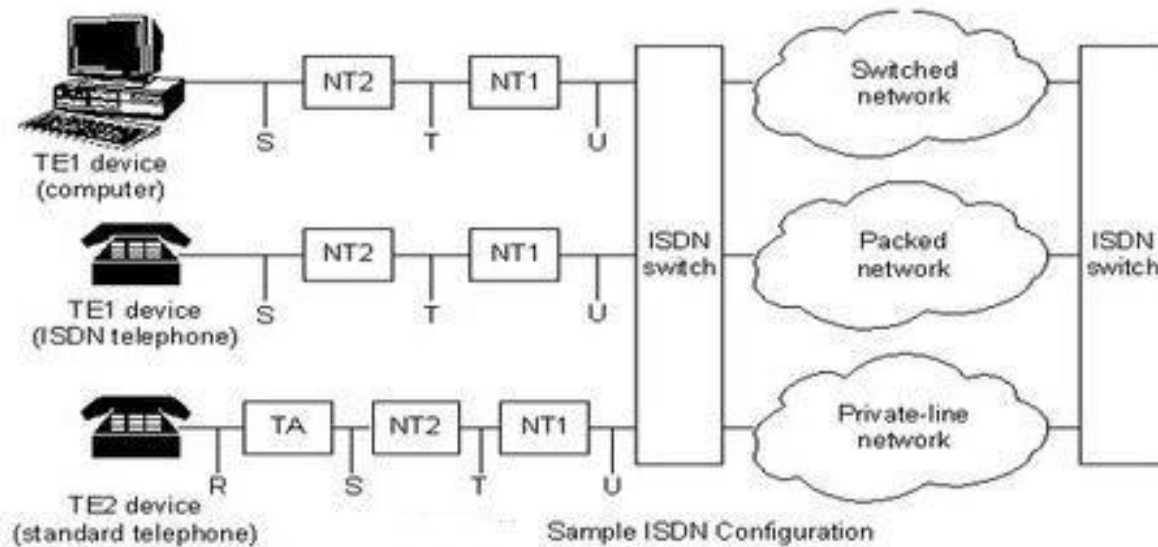 NT2
NT1
Switched
network
S
T
U
TE1 device
(computer)
NT2
NT1
ISDN
switch
Packed
network
ISDN
switch
S
T
U
TE1 device
(ISDN telephone)
TA
NT2
NT1
Private-line
network
R
S
T
U
TE2 device
(standard telephone)
Sample ISDN Configuration